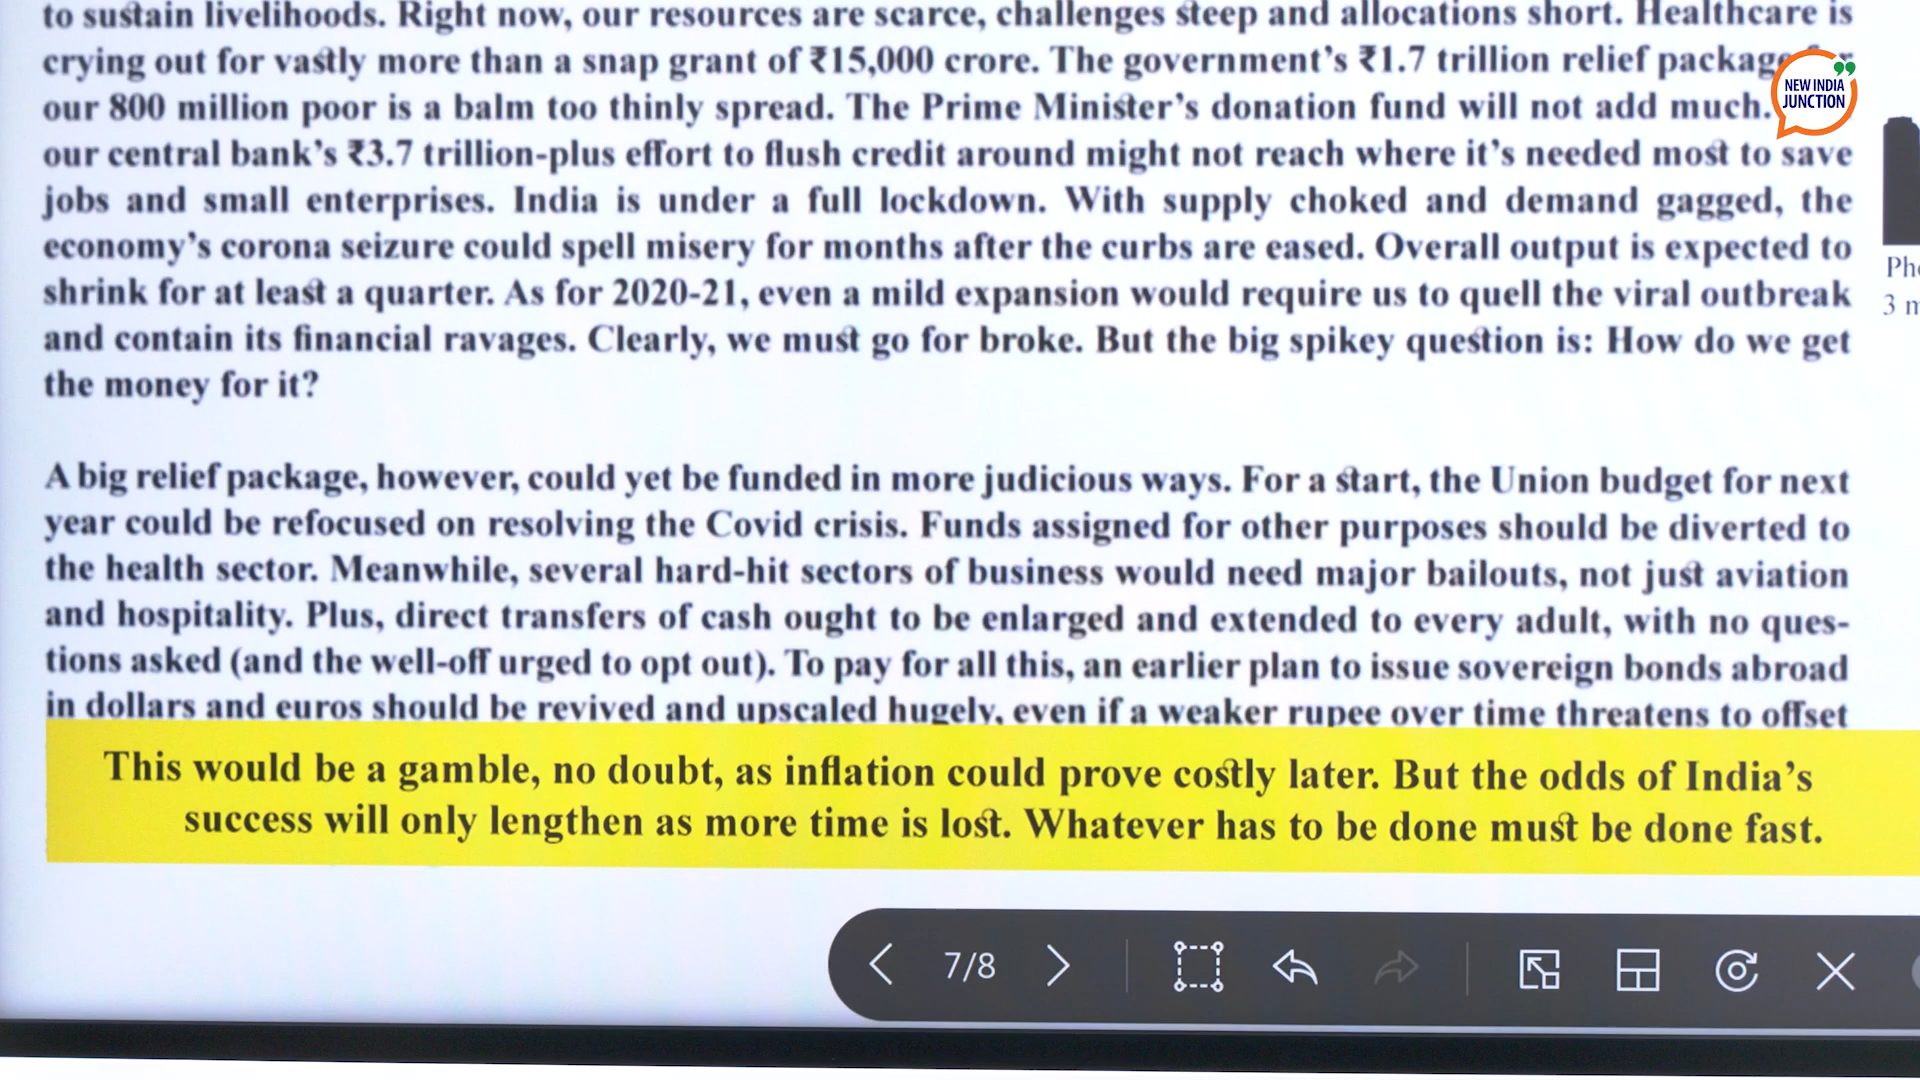 to sustain livelihoods. Right now, our resources are scarce, challenges steep and allocations short. Healthcare is
crying out for vastly more than a snap grant of ₹15,000 crore. The government’s ₹1.7 trillion relief package
our 800 million poor is a balm too thinly spread. The Prime Minister’s donation fund will not add much.
our central bank’s ₹3.7 trillion-plus effort to flush credit around might not reach where it’s needed most to save
jobs and small enterprises. India is under a full lockdown. With supply choked and demand gagged, the
economy’s corona seizure could spell misery for months after the curbs are eased. Overall output is expected to
shrink for at least a quarter. As for 2020-21, even a mild expansion would require us to quell the viral outbreak
and contain its financial ravages. Clearly, we must go for broke. But the big spikey question is: How do we get
the money for it?
A big relief package, however, could yet be funded in more judicious ways. For a start, the Union budget for next
year could be refocused on resolving the Covid crisis. Funds assigned for other purposes should be diverted to
the health sector. Meanwhile, several hard-hit sectors of business would need major bailouts, not just aviation
and hospitality. Plus, direct transfers of cash ought to be enlarged and extended to every adult, with no ques-
tions asked (and the well-off urged to opt out). To pay for all this, an earlier plan to issue sovereign bonds abroad
in dollars and euros should be revived and upscaled hugely, even if a weaker rupee over time threatens to offset
This would be a gamble, no doubt, as inflation could prove costly later. But the odds of India’s
success will only lengthen as more time is lost. Whatever has to be done must be done fast.
7/8
NEW INDIA
JUNCTION
3